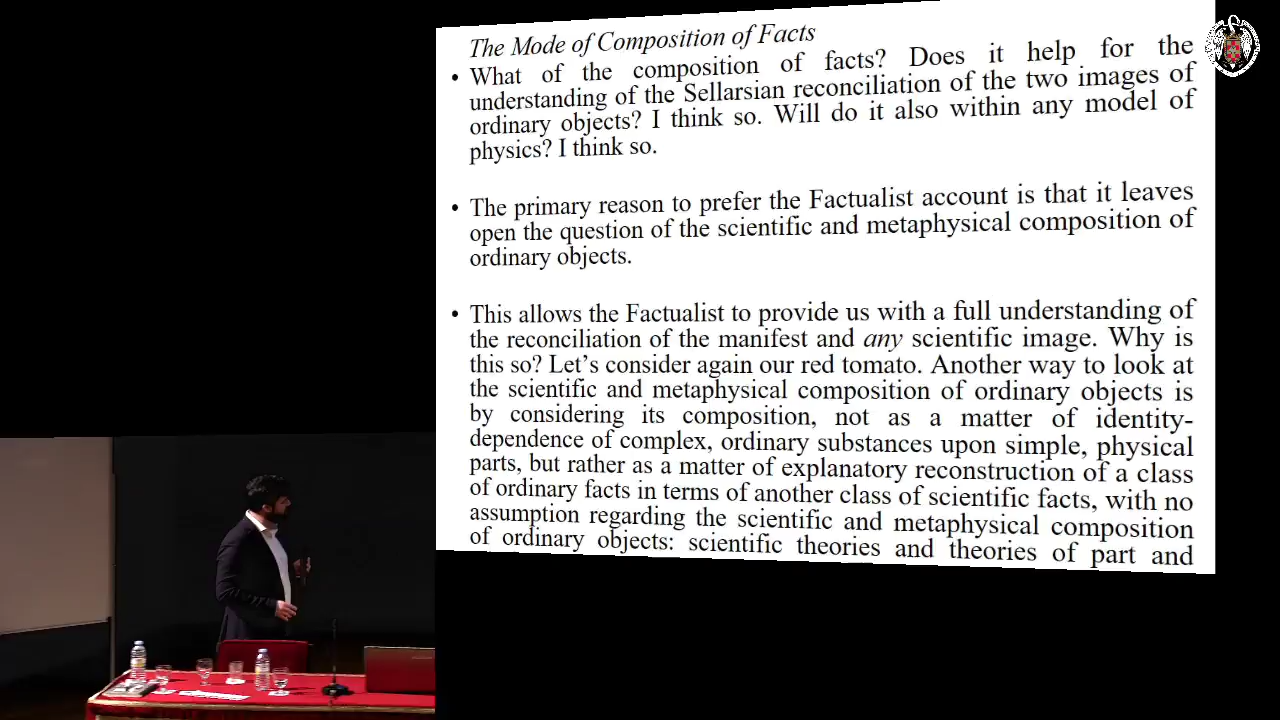 The Mode of Composition of Facts
• What of the composition of facts? Does it help for the
understanding of the Sellarsian reconciliation of the two images of
ordinary objects? I think so. Will do it also within any model of
physics? I think so.
• The primary reason to prefer the Factualist account is that it leaves
open the question of the scientific and metaphysical composition of
ordinary objects.
• This allows the Factualist to provide us with a full understanding of
the reconciliation of the manifest and any scientific image. Why is
this so? Let’s consider again our red tomato. Another way to look at
the scientific and metaphysical composition of ordinary objects is
by considering its composition, not as a matter of identity-
dependence of complex, ordinary substances upon simple, physical
parts, but rather as a matter of explanatory reconstruction of a class
of ordinary facts in terms of another class of scientific facts, with no
assumption regarding the scientific and metaphysical composition
of ordinary objects: scientific theories and theories of part and